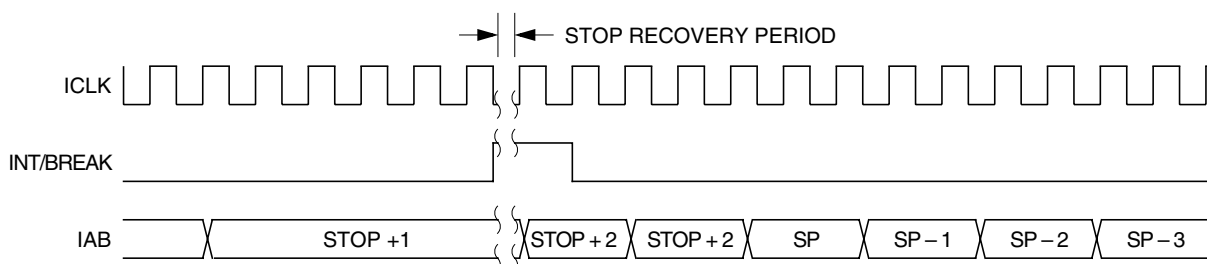 STOP RECOVERY PERIOD
ICLK
INT/BREAK
IAB STOP +1 STOP + 2 STOP + 2 SP SP – 1 SP – 2 SP – 3